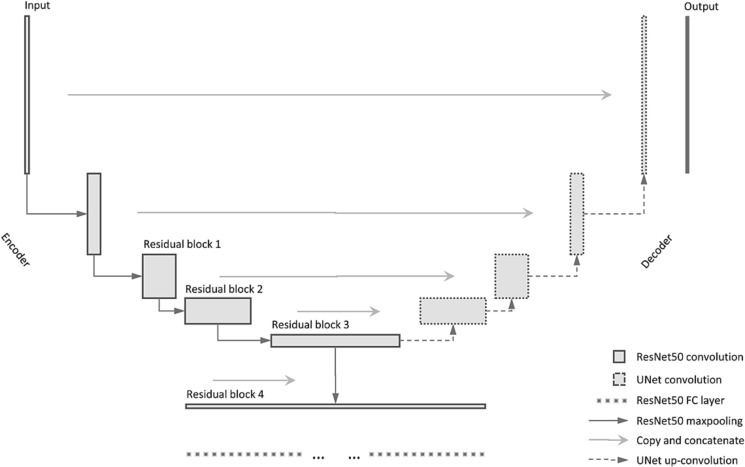 Input
Output
Encoder
Decoder
Residual block 1
Residual block 2
Residual block 3
Residual block 4
... ...
ResNet50 convolution
UNet convolution
ResNet50 FC layer
ResNet50 maxpooling
Copy and concatenate
UNet up-convolution